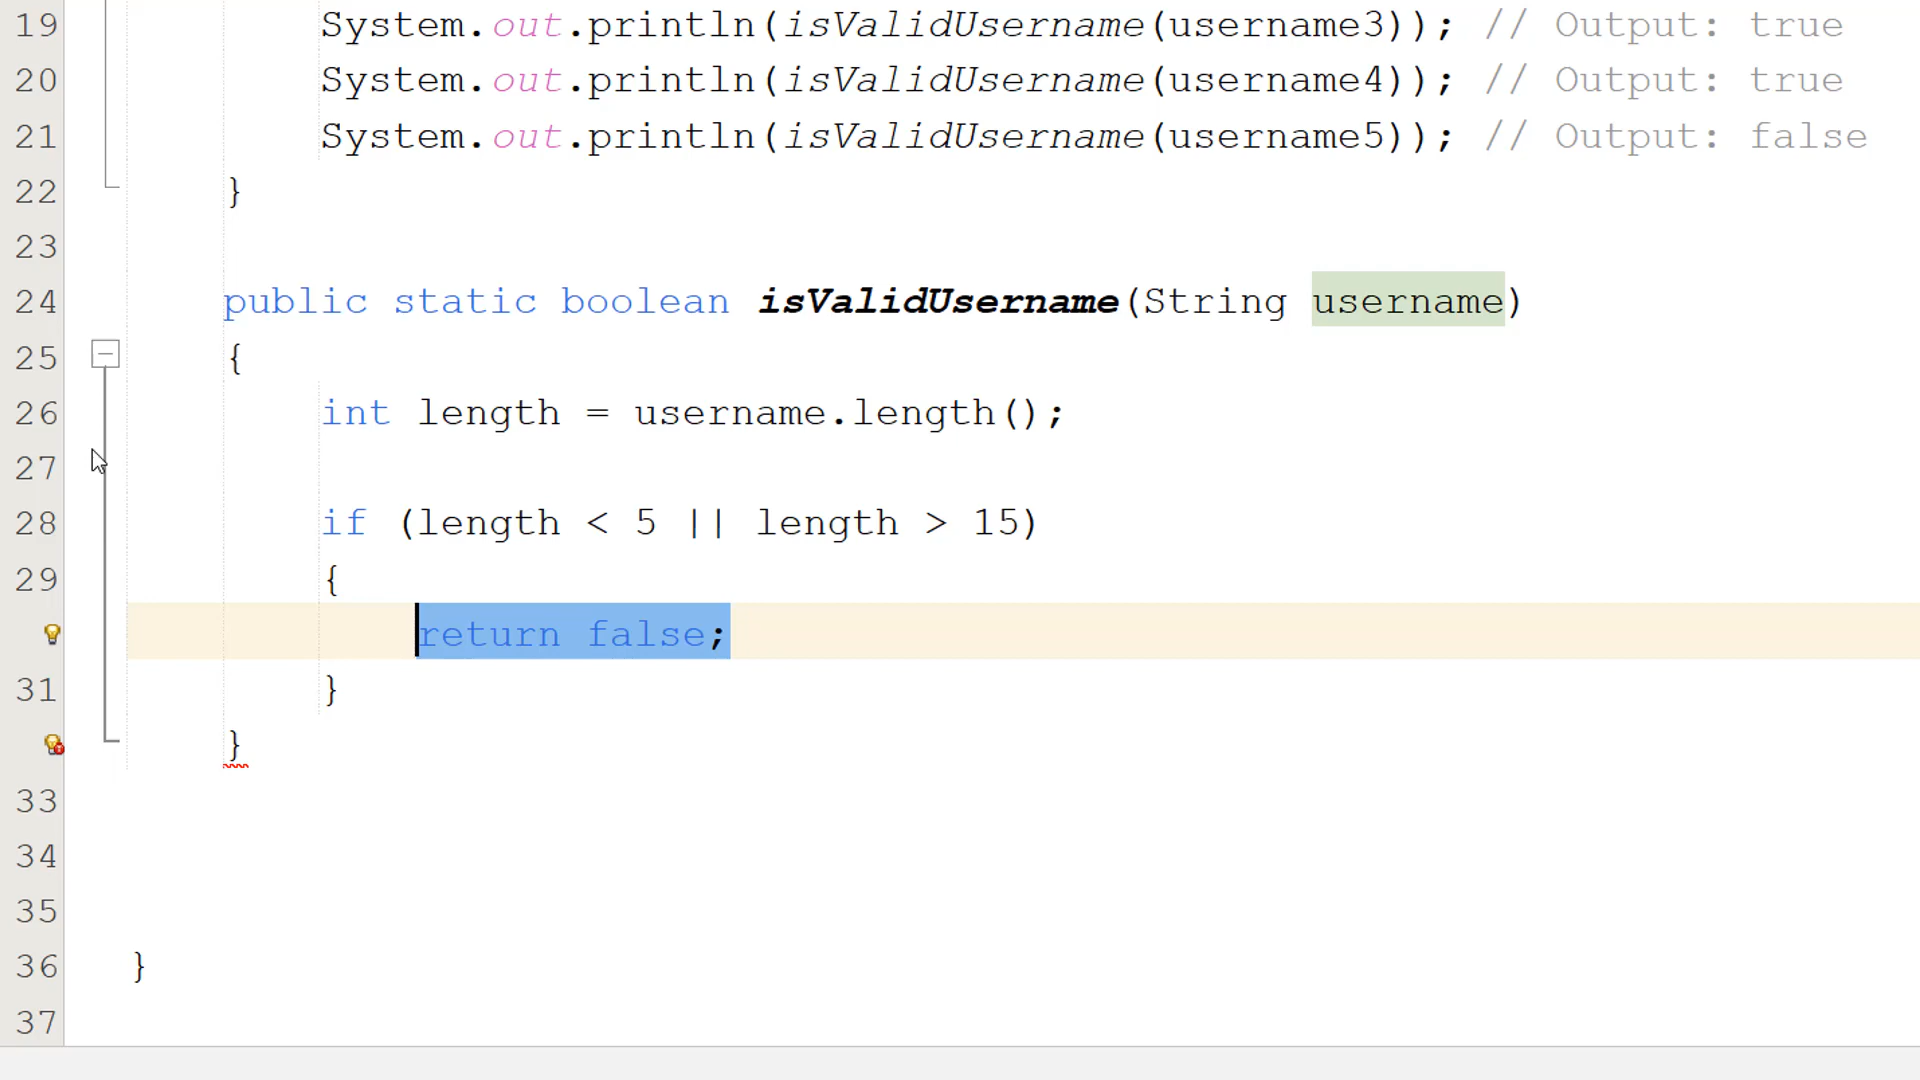 19 System.out.println(isValidUsername(username3)); // Output: true
20 System.out.println(isValidUsername(username4)); // Output: true
21 System.out.println(isValidUsername(username5)); // Output: false
22 }
23
24 public static boolean isValidUsername(String username)
25 {
26 int length = username.length();
27
28 if (length < 5 || length > 15)
29 {
return false;
31 }
}
33
34
35
36 }
37